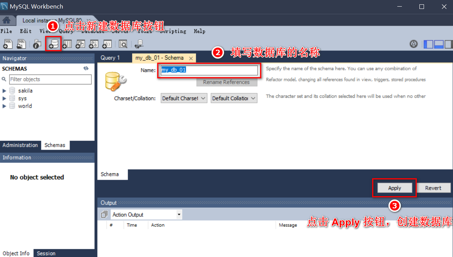 MySQL Workbench
Local instance MySQL80
① 点击新建数据库按钮
File Edit View Query Database Server Tools Scripting Help
Navigator
SCHEMAS
Filter objects
sakila
sys
world
Administration Schemas
Information
No object selected
Object Info Session
Query 1 my_db_01 - Schema
② 填写数据库的名称
Name: my_db_01
Specify the name of the schema here. You can use any combination of
Rename References
Refactor model, changing all references found in view, triggers, stored procedures
Charset/Collation: Default Charset Default Collation
The character set and its collation selected here will be used when no other
Schema
Apply Revert
③
点击 Apply 按钮，创建数据库
Output
Action Output
# Time Action Message